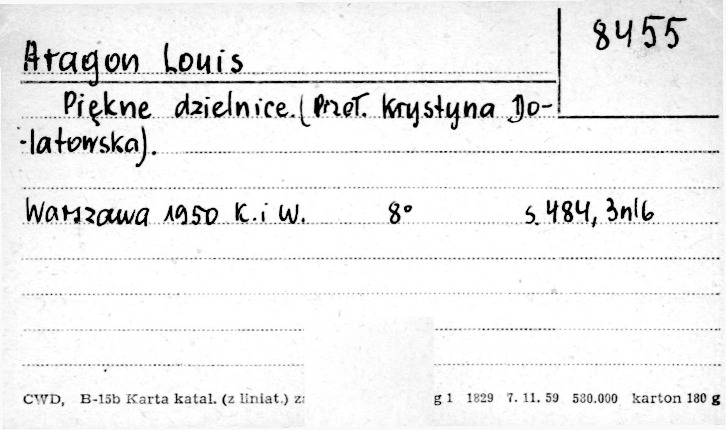 8455
Aragon Louis
Piękne dzielnice. (Przeł. Krystyna Do-
-latowska).
Warszawa 1950 K. i W. 8° s. 484, 3nlb
CWD, B-15b Karta katal. (z liniat.) g 1 1829 7. 11. 59 580.000 karton 180 g